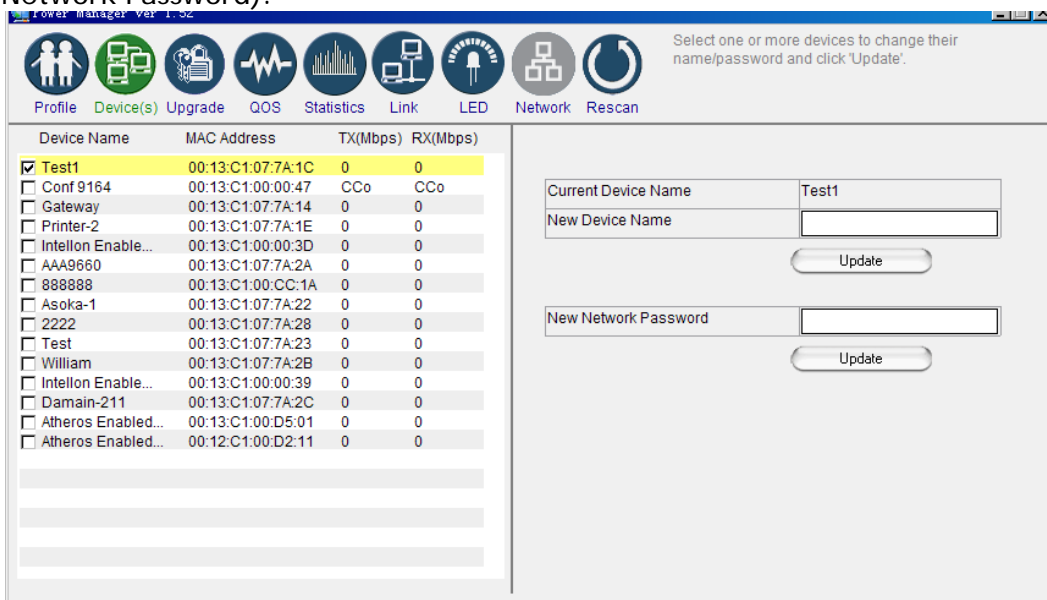 Network Password):
Power manager Ver 1.52
Select one or more devices to change their
name/password and click 'Update'.
Profile Device(s) Upgrade QOS Statistics Link LED Network Rescan
Device Name MAC Address TX(Mbps) RX(Mbps)
Test1 00:13:C1:07:7A:1C 0 0
Conf 9164 00:13:C1:00:00:47 CCo CCo
Gateway 00:13:C1:07:7A:14 0 0
Printer-2 00:13:C1:07:7A:1E 0 0
Intellon Enable... 00:13:C1:00:00:3D 0 0
AAA9660 00:13:C1:07:7A:2A 0 0
888888 00:13:C1:00:CC:1A 0 0
Asoka-1 00:13:C1:07:7A:22 0 0
2222 00:13:C1:07:7A:28 0 0
Test 00:13:C1:07:7A:23 0 0
William 00:13:C1:07:7A:2B 0 0
Intellon Enable... 00:13:C1:00:00:39 0 0
Damain-211 00:13:C1:07:7A:2C 0 0
Atheros Enabled... 00:13:C1:00:D5:01 0 0
Atheros Enabled... 00:12:C1:00:D2:11 0 0
Current Device Name Test1
New Device Name
Update
New Network Password
Update